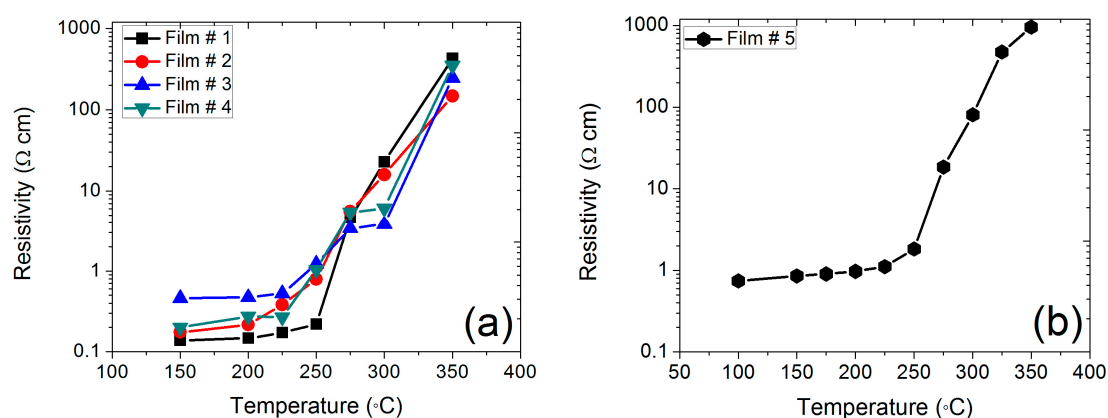 Film # 1
Film # 2
Film # 3
Film # 4
1000
100
10
1
0.1
Resistivity (Ω cm)
100 150 200 250 300 350 400
Temperature (◦C)
(a)
Film # 5
1000
100
10
1
0.1
Resistivity (Ω cm)
50 100 150 200 250 300 350 400
Temperature (◦C)
(b)